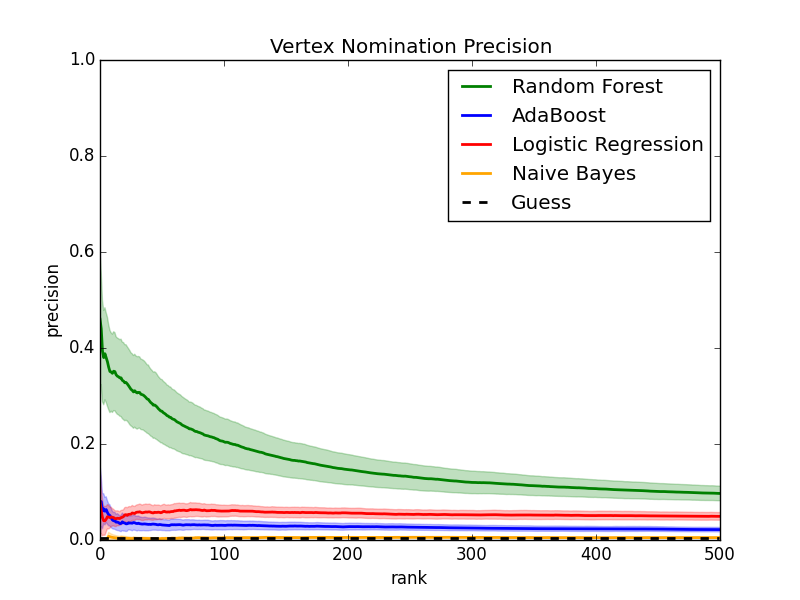 Vertex Nomination Precision
1.0
0.8
0.6
0.4
0.2
0.0
precision
Random Forest
AdaBoost
Logistic Regression
Naive Bayes
Guess
0 100 200 300 400 500
rank